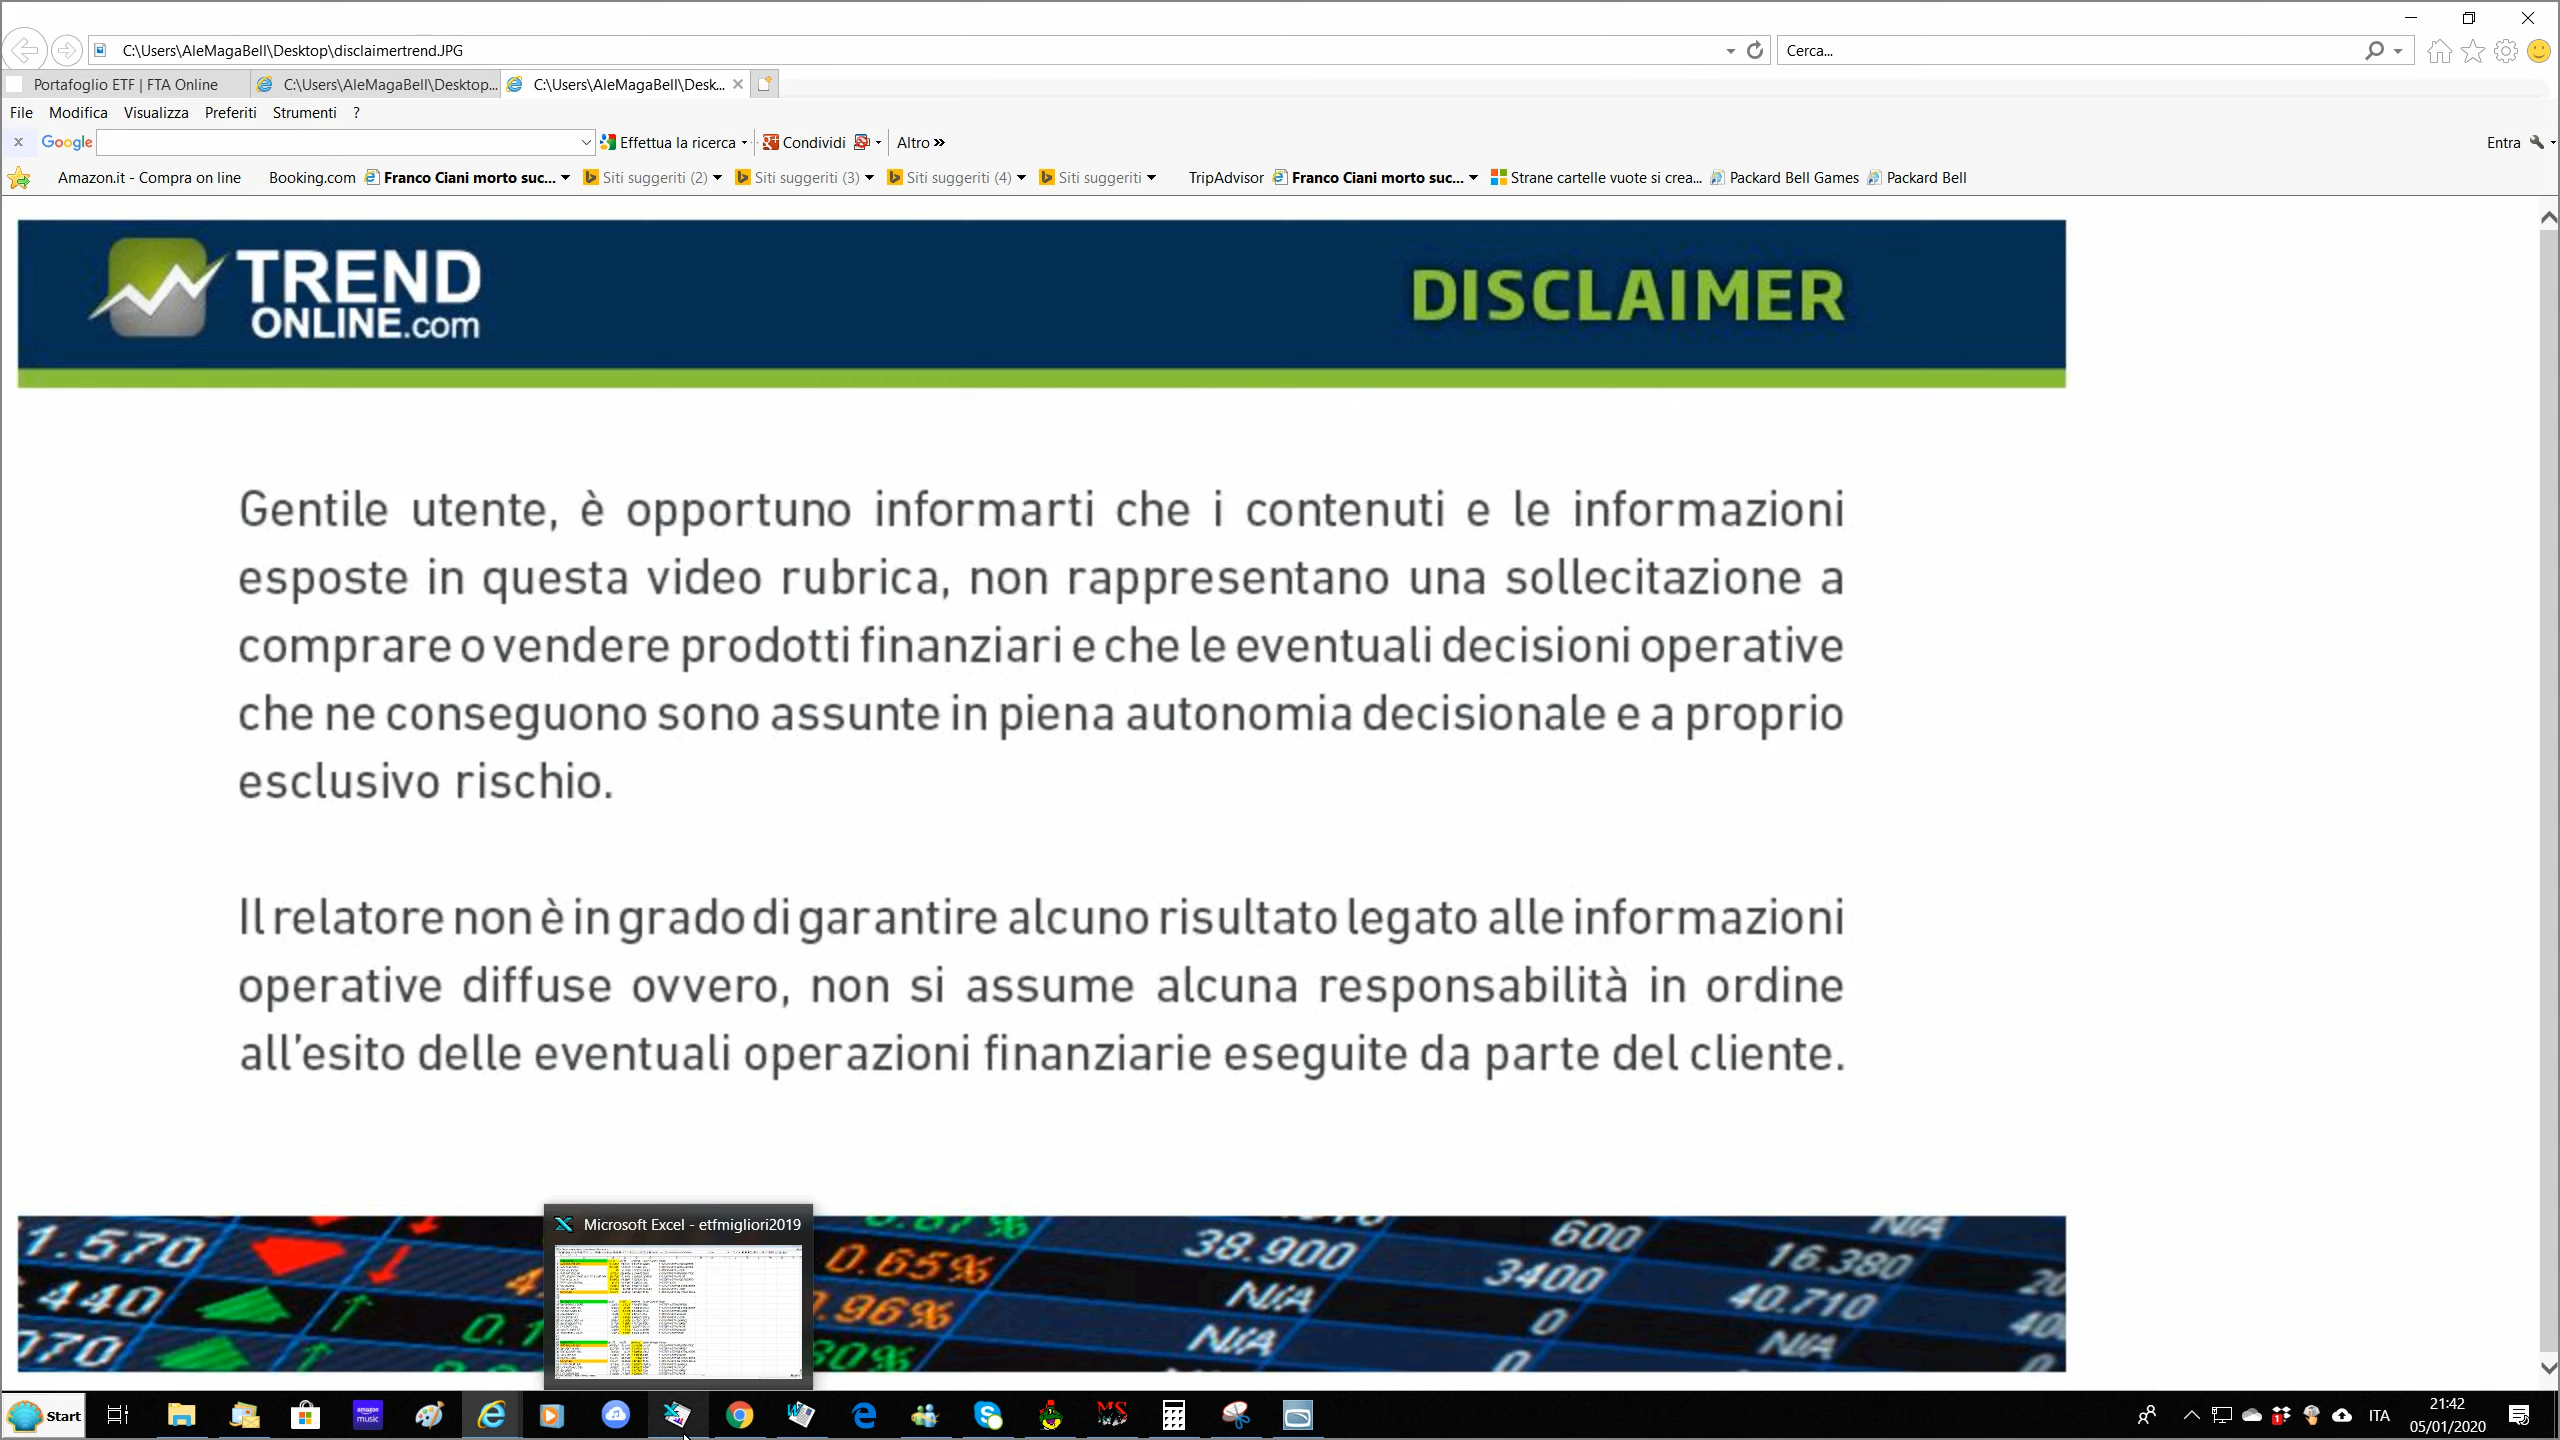 C:\Users\AleMagaBell\Desktop\disclaimertrend.JPG
Cerca...
Portafoglio ETF | FTA Online
C:\Users\AleMagaBell\Desktop...
C:\Users\AleMagaBell\Desk...
File Modifica Visualizza Preferiti Strumenti ?
x Google Effettua la ricerca Condividi Altro » Entra
Amazon.it - Compra on line Booking.com Franco Ciani morto suc... Siti suggeriti (2) Siti suggeriti (3) Siti suggeriti (4) Siti suggeriti TripAdvisor Franco Ciani morto suc... Strane cartelle vuote si crea... Packard Bell Games Packard Bell
TREND
ONLINE.com
DISCLAIMER
Gentile utente, è opportuno informarti che i contenuti e le informazioni
esposte in questa video rubrica, non rappresentano una sollecitazione a
comprare o vendere prodotti finanziari e che le eventuali decisioni operative
che ne conseguono sono assunte in piena autonomia decisionale e a proprio
esclusivo rischio.
Il relatore non è in grado di garantire alcuno risultato legato alle informazioni
operative diffuse ovvero, non si assume alcuna responsabilità in ordine
all'esito delle eventuali operazioni finanziarie eseguite da parte del cliente.
Microsoft Excel - etfmigliori2019
1.570 0.65% 38.900 600 16.380
.440 .96% N/A 3400 40.710
070 N/A 0 N/A
Start
amazon music
MS
ITA
21:42
05/01/2020